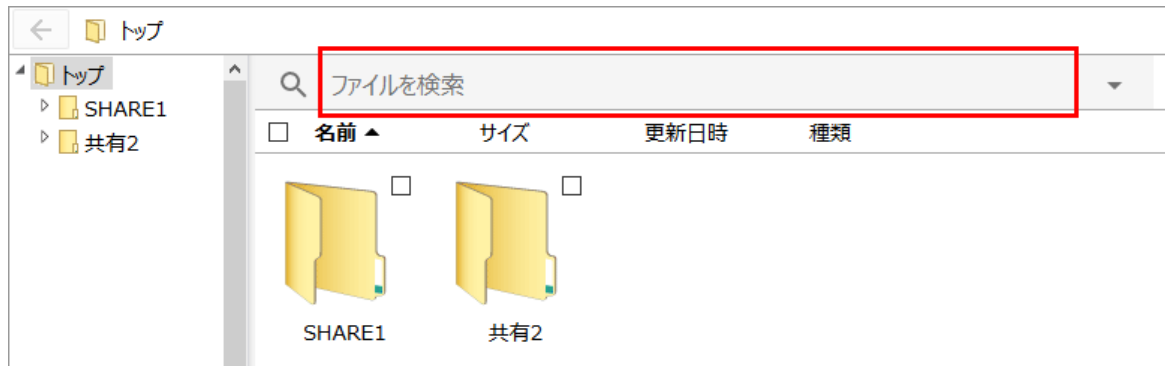 トップ
トップ
SHARE1
共有2
ファイルを検索
名前 サイズ 更新日時 種類
SHARE1 共有2